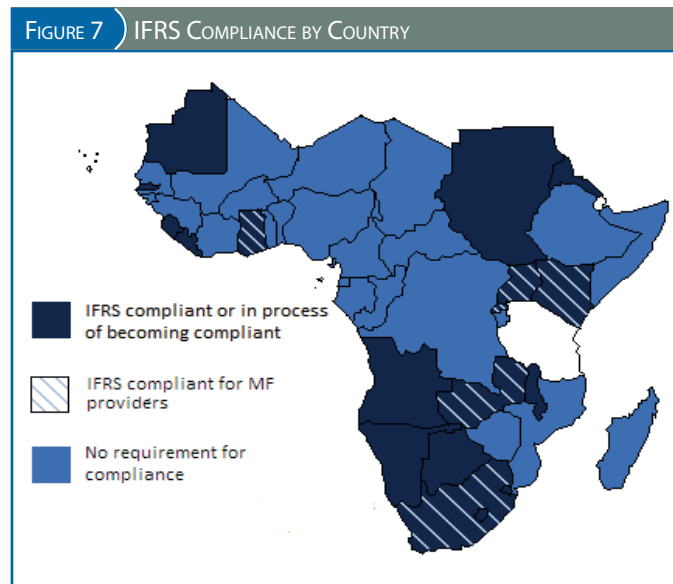 FIGURE 7 IFRS COMPLIANCE BY COUNTRY
IFRS compliant or in process
of becoming compliant
IFRS compliant for MF
providers
No requirement for
compliance